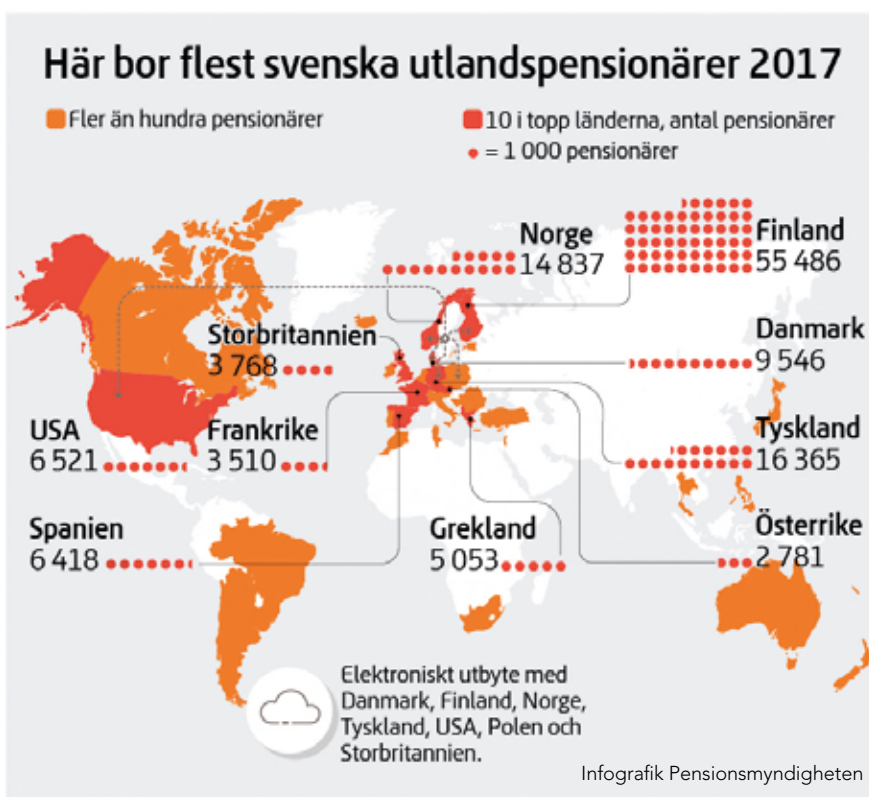 Här bor flest svenska utlandspensionärer 2017
Fler än hundra pensionärer
10 i topp länderna, antal pensionärer
= 1 000 pensionärer
Norge
14 837
Finland
55 486
Storbritannien
3 768
Danmark
9 546
USA
6 521
Frankrike
3 510
Tyskland
16 365
Spanien
6 418
Grekland
5 053
Österrike
2 781
Elektroniskt utbyte med
Danmark, Finland, Norge,
Tyskland, USA, Polen och
Storbritannien.
Infografik Pensionsmyndigheten